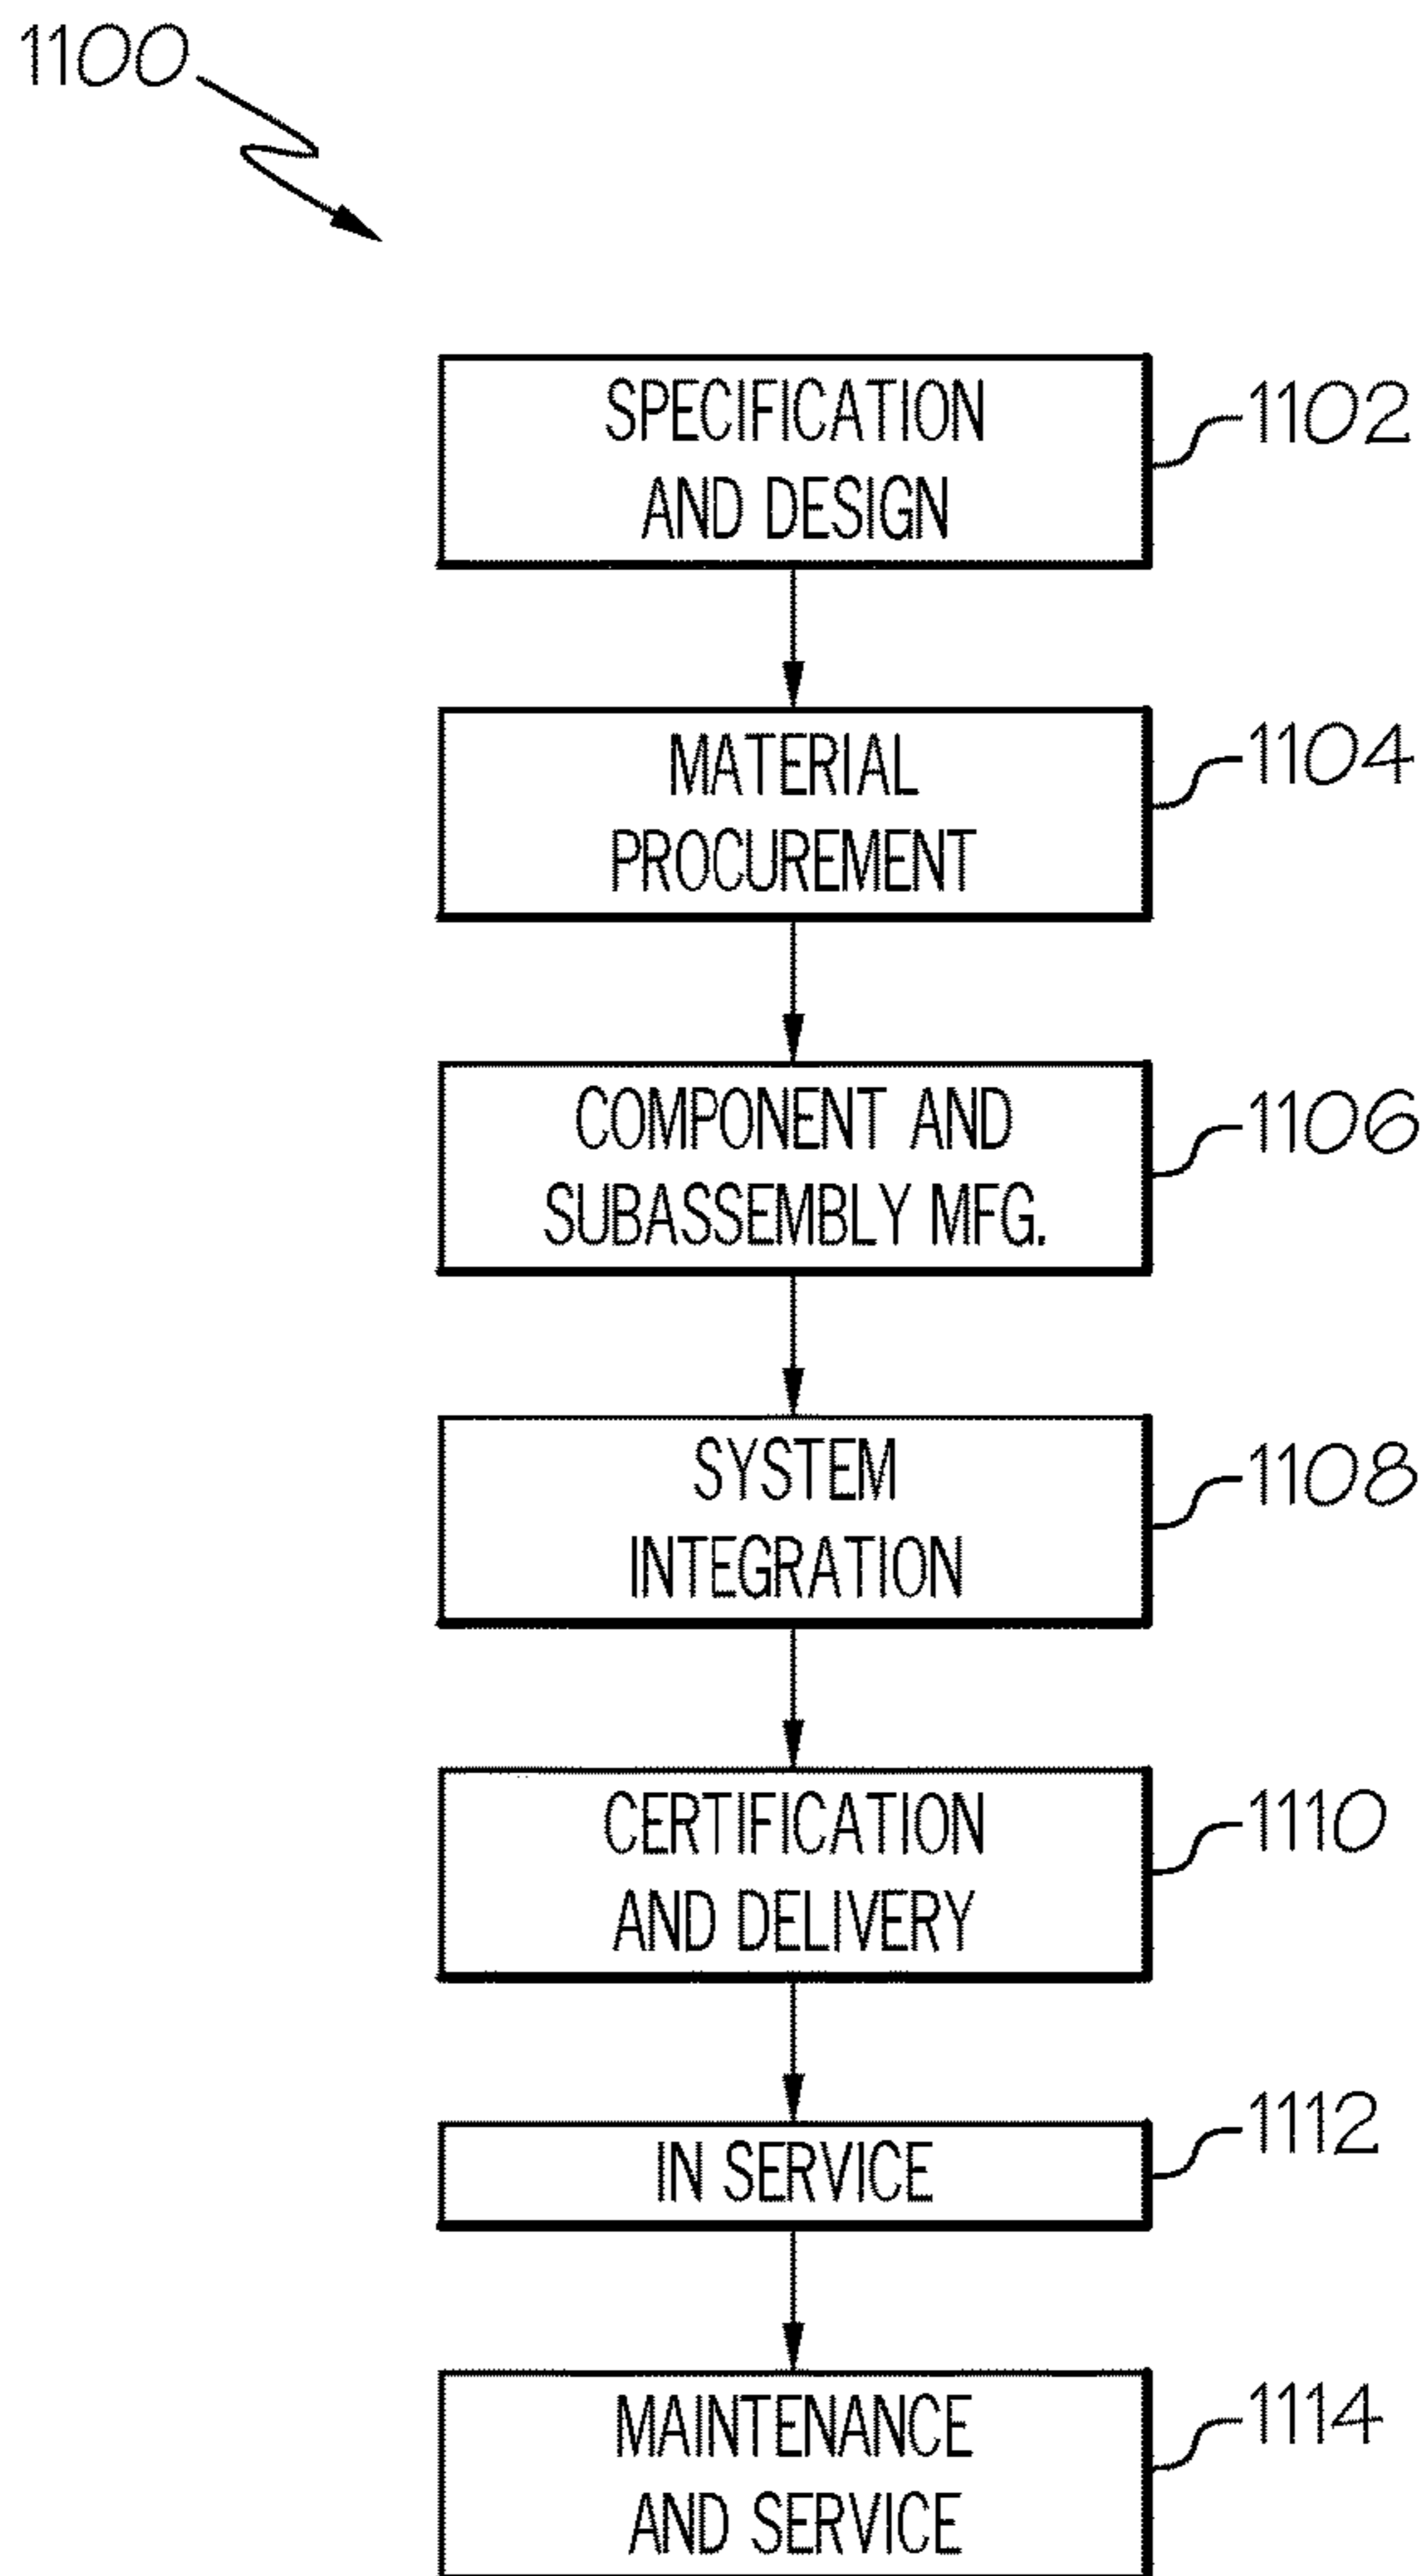 1100
SPECIFICATION
AND DESIGN
1102
MATERIAL
PROCUREMENT
1104
COMPONENT AND
SUBASSEMBLY MFG.
1106
SYSTEM
INTEGRATION
1108
CERTIFICATION
AND DELIVERY
1110
IN SERVICE
1112
MAINTENANCE
AND SERVICE
1114